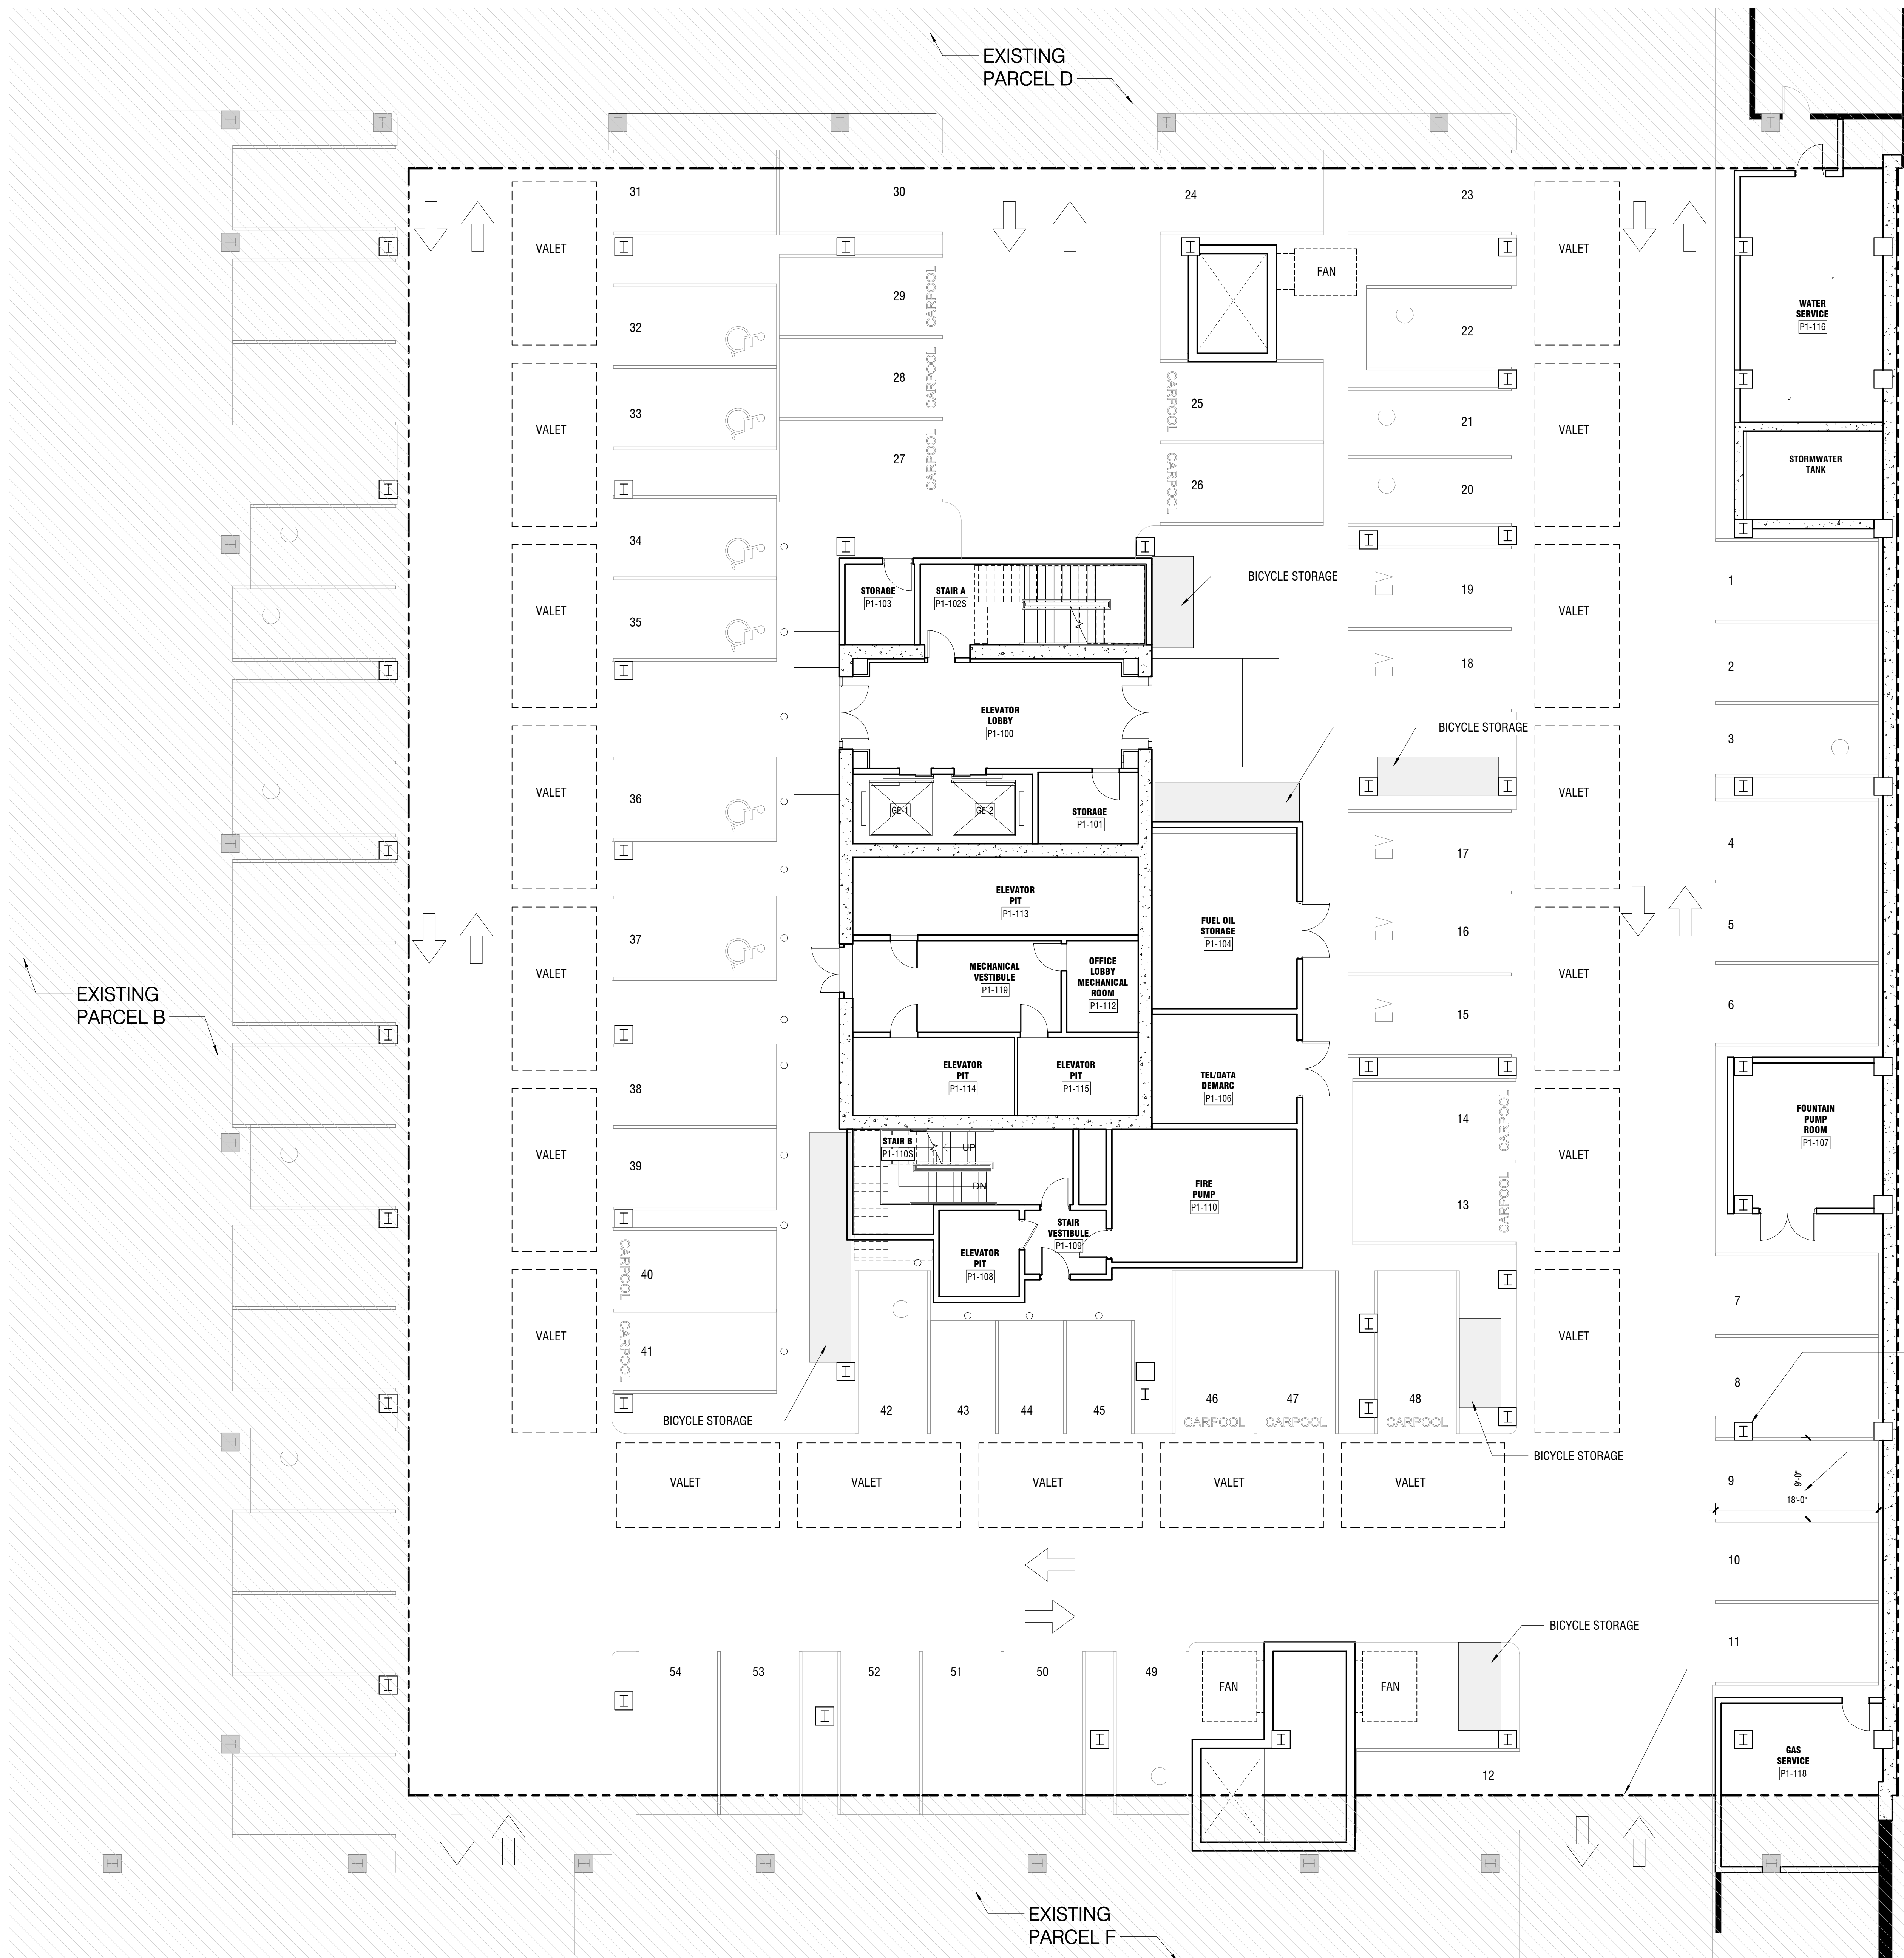 EXISTING
PARCEL D
31
30
24
23
VALET
VALET
FAN
29
CARPOOL
32
22
WATER
SERVICE
P1-116
28
CARPOOL
33
VALET
25
CARPOOL
21
VALET
27
CARPOOL
26
CARPOOL
20
STORMWATER
TANK
34
BICYCLE STORAGE
STORAGE
P1-103
STAIR A
P1-102S
19
EV
1
35
VALET
VALET
18
EV
2
ELEVATOR
LOBBY
P1-100
BICYCLE STORAGE
3
36
VALET
VALET
GE-1
GE-2
STORAGE
P1-101
17
EV
4
ELEVATOR
PIT
P1-113
FUEL OIL
STORAGE
P1-104
16
EV
5
37
VALET
VALET
MECHANICAL
VESTIBULE
P1-119
OFFICE
LOBBY
MECHANICAL
ROOM
P1-112
EXISTING
PARCEL B
15
EV
6
38
ELEVATOR
PIT
P1-114
ELEVATOR
PIT
P1-115
TEL/DATA
DEMARC
P1-106
14
CARPOOL
FOUNTAIN
PUMP
ROOM
P1-107
VALET
VALET
39
STAIR B
P1-110S
UP
DN
FIRE
PUMP
P1-110
13
CARPOOL
STAIR
VESTIBULE
P1-109
ELEVATOR
PIT
P1-108
40
CARPOOL
7
VALET
VALET
41
CARPOOL
8
BICYCLE STORAGE
42
43
44
45
46
CARPOOL
47
CARPOOL
48
CARPOOL
BICYCLE STORAGE
VALET
VALET
VALET
VALET
VALET
9
9'-0"
18'-0"
10
BICYCLE STORAGE
11
54
53
52
51
50
49
FAN
FAN
12
GAS
SERVICE
P1-118
EXISTING
PARCEL F